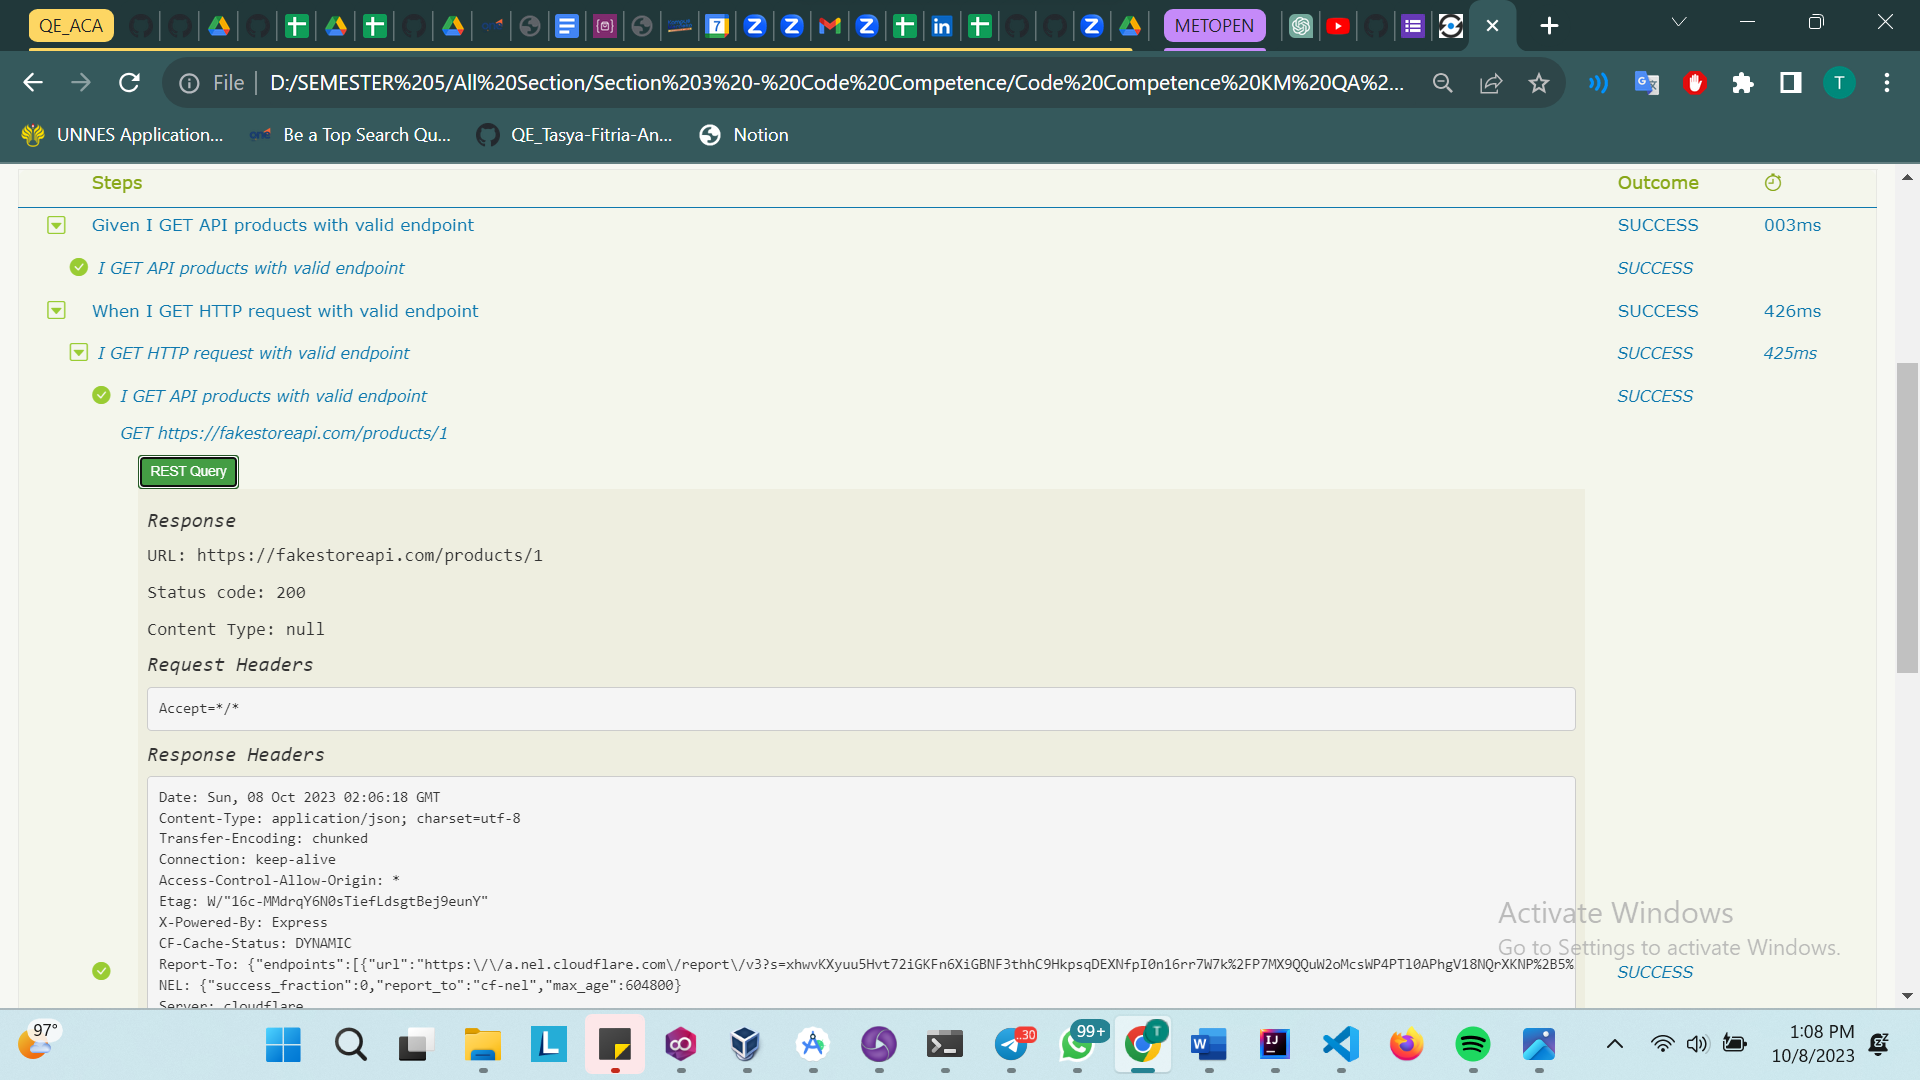 QE_ACA
METOPEN
File
D:/SEMESTER%205/All%20Section/Section%203%20-%20Code%20Competence/Code%20Competence%20KM%20QA%2...
T
UNNES Application...
one
Be a Top Search Qu...
QE_Tasya-Fitria-An...
Notion
Steps Outcome
Given I GET API products with valid endpoint SUCCESS 003ms
I GET API products with valid endpoint SUCCESS
When I GET HTTP request with valid endpoint SUCCESS 426ms
I GET HTTP request with valid endpoint SUCCESS 425ms
I GET API products with valid endpoint SUCCESS
GET https://fakestoreapi.com/products/1
REST Query
Response
URL: https://fakestoreapi.com/products/1
Status code: 200
Content Type: null
Request Headers
Accept=*/*
Response Headers
Date: Sun, 08 Oct 2023 02:06:18 GMT
Content-Type: application/json; charset=utf-8
Transfer-Encoding: chunked
Connection: keep-alive
Access-Control-Allow-Origin: *
Etag: W/"16c-MMdrqY6N0sTiefLdsgtBej9eunY"
X-Powered-By: Express
CF-Cache-Status: DYNAMIC
Report-To: {"endpoints":[{"url":"https:\/\/a.nel.cloudflare.com\/report\/v3?s=xhwvKXyuu5Hvt72iGKFn6XiGBNF3thhC9HkpsqDEXNfpI0n16rr7W7k%2FP7MX9QQuW2oMcsWP4PTl0APhgV18NQrXKNP%2B5%
NEL: {"success_fraction":0,"report_to":"cf-nel","max_age":604800}
Server: cloudflare
SUCCESS
Activate Windows
Go to Settings to activate Windows.
97°
..30
99+
T
1:08 PM
10/8/2023